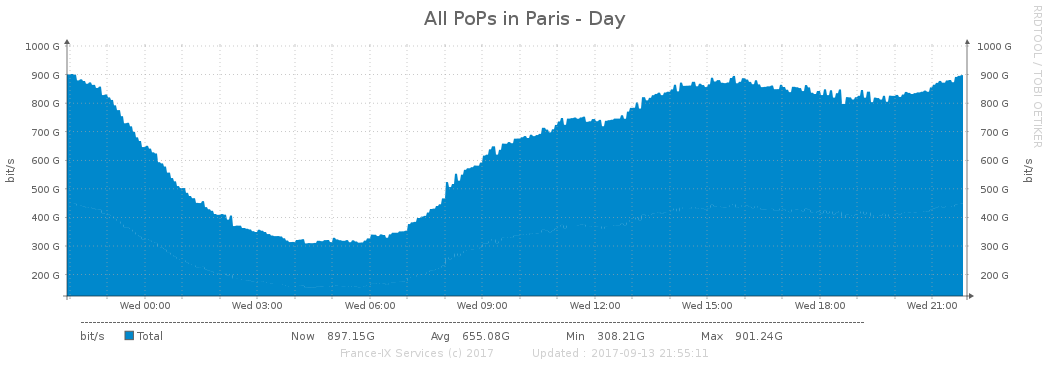 All PoPs in Paris - Day
RRDTOOL / TOBI OETIKER
1000 G 1000 G
900 G 900 G
800 G 800 G
700 G 700 G
600 G 600 G
500 G 500 G
400 G 400 G
300 G 300 G
200 G 200 G
bit/s bit/s
Wed 00:00 Wed 03:00 Wed 06:00 Wed 09:00 Wed 12:00 Wed 15:00 Wed 18:00 Wed 21:00
bit/s Total Now 897.15G Avg 655.08G Min 308.21G Max 901.24G
France-IX Services (c) 2017 Updated : 2017-09-13 21:55:11